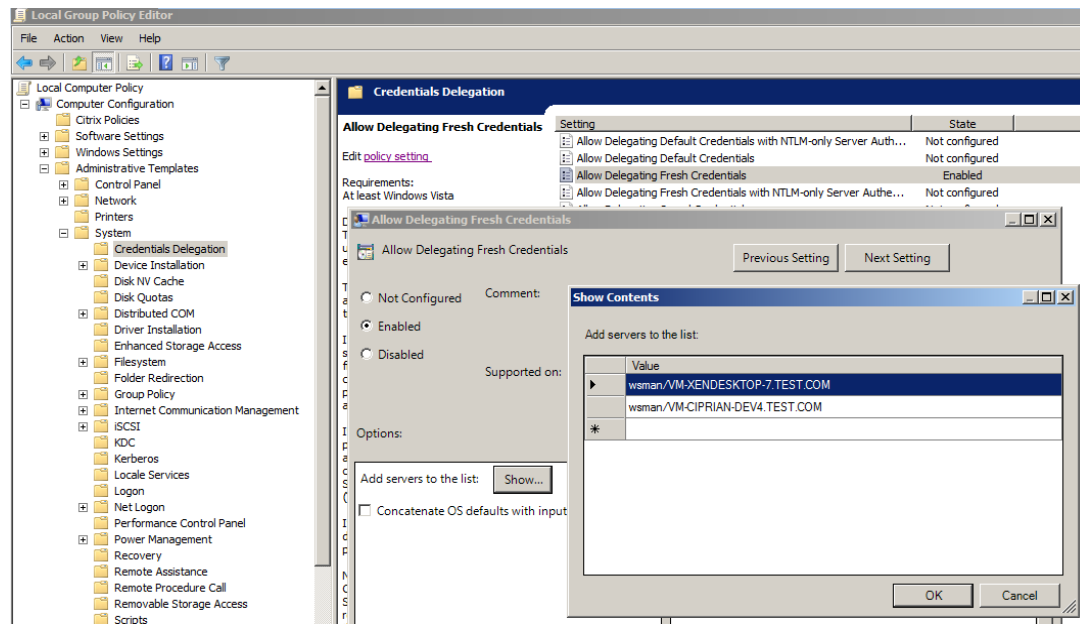 Local Group Policy Editor
File Action View Help
Local Computer Policy
Computer Configuration
Citrix Policies
Software Settings
Windows Settings
Administrative Templates
Control Panel
Network
Printers
System
Credentials Delegation
Device Installation
Disk NV Cache
Disk Quotas
Distributed COM
Driver Installation
Enhanced Storage Access
Filesystem
Folder Redirection
Group Policy
Internet Communication Management
iSCSI
KDC
Kerberos
Locale Services
Logon
Net Logon
Performance Control Panel
Power Management
Recovery
Remote Assistance
Remote Procedure Call
Removable Storage Access
Scripts
Credentials Delegation
Allow Delegating Fresh Credentials
Edit policy setting
Requirements:
At least Windows Vista
Setting State
Allow Delegating Default Credentials with NTLM-only Server Auth... Not configured
Allow Delegating Default Credentials Not configured
Allow Delegating Fresh Credentials Enabled
Allow Delegating Fresh Credentials with NTLM-only Server Authe... Not configured
Allow Delegating Fresh Credentials
Allow Delegating Fresh Credentials
Previous Setting Next Setting
Not Configured Comment:
Enabled
Disabled
Supported on:
Options:
Add servers to the list: Show...
Concatenate OS defaults with input
Show Contents
Add servers to the list:
Value
wsman/VM-XENDESKTOP-7.TEST.COM
wsman/VM-CIPRIAN-DEV4.TEST.COM
OK Cancel